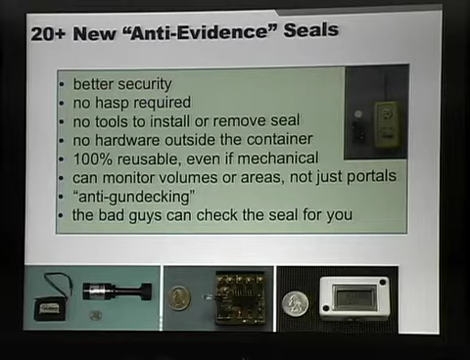 20+ New "Anti-Evidence" Seals
• better security
• no hasp required
• no tools to install or remove seal
• no hardware outside the container
• 100% reusable, even if mechanical
• can monitor volumes or areas, not just portals
• "anti-gundecking"
• the bad guys can check the seal for you